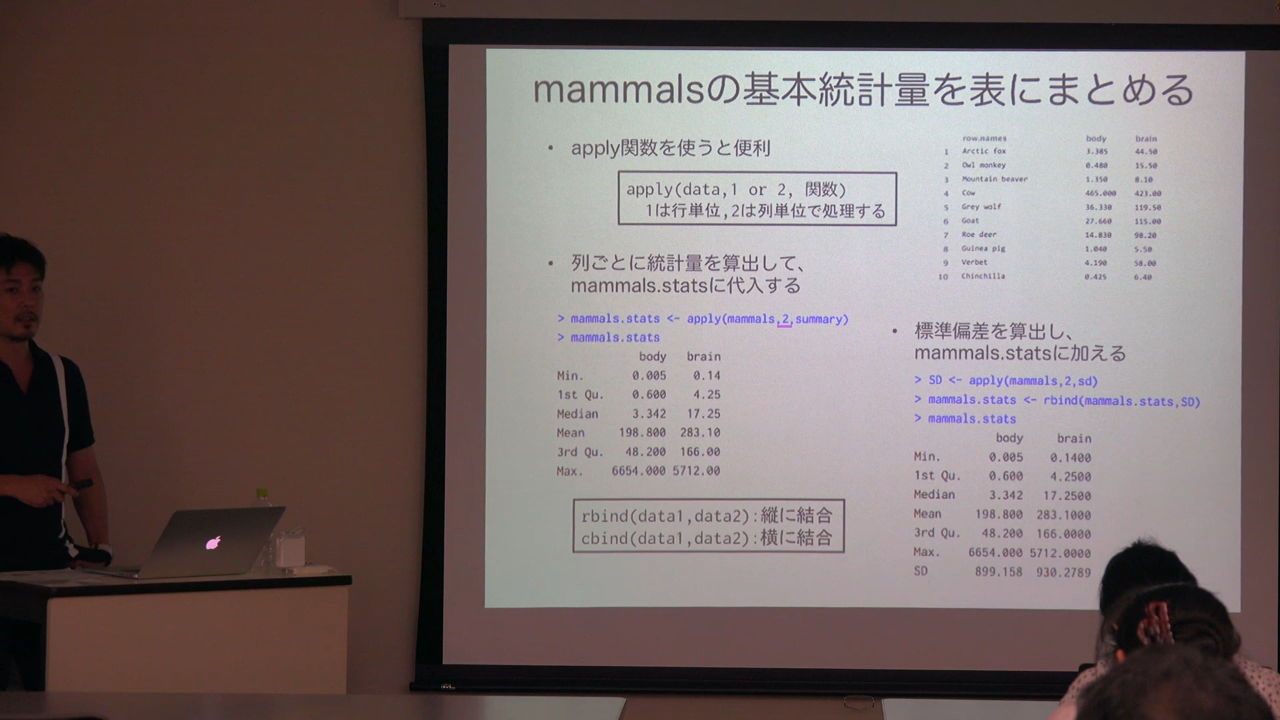 mammalsの基本統計量を表にまとめる
• apply関数を使うと便利
apply(data,1 or 2, 関数)
1は行単位,2は列単位で処理する
• 列ごとに統計量を算出して、
mammals.statsに代入する
> mammals.stats <- apply(mammals,2,summary)
> mammals.stats
body brain
Min. 0.005 0.14
1st Qu. 0.600 4.25
Median 3.342 17.25
Mean 198.800 283.10
3rd Qu. 48.200 166.00
Max. 6654.000 5712.00
rbind(data1,data2):縦に結合
cbind(data1,data2):横に結合
row.names body brain
1 Arctic fox 3.385 44.50
2 Owl monkey 0.480 15.50
3 Mountain beaver 1.350 8.10
4 Cow 465.000 423.00
5 Grey wolf 36.330 119.50
6 Goat 27.660 115.00
7 Roe deer 14.830 98.20
8 Guinea pig 1.040 5.50
9 Verbet 4.190 58.00
10 Chinchilla 0.425 6.40
• 標準偏差を算出し、
mammals.statsに加える
> SD <- apply(mammals,2,sd)
> mammals.stats <- rbind(mammals.stats,SD)
> mammals.stats
body brain
Min. 0.005 0.1400
1st Qu. 0.600 4.2500
Median 3.342 17.2500
Mean 198.800 283.1000
3rd Qu. 48.200 166.0000
Max. 6654.000 5712.0000
SD 899.158 930.2789